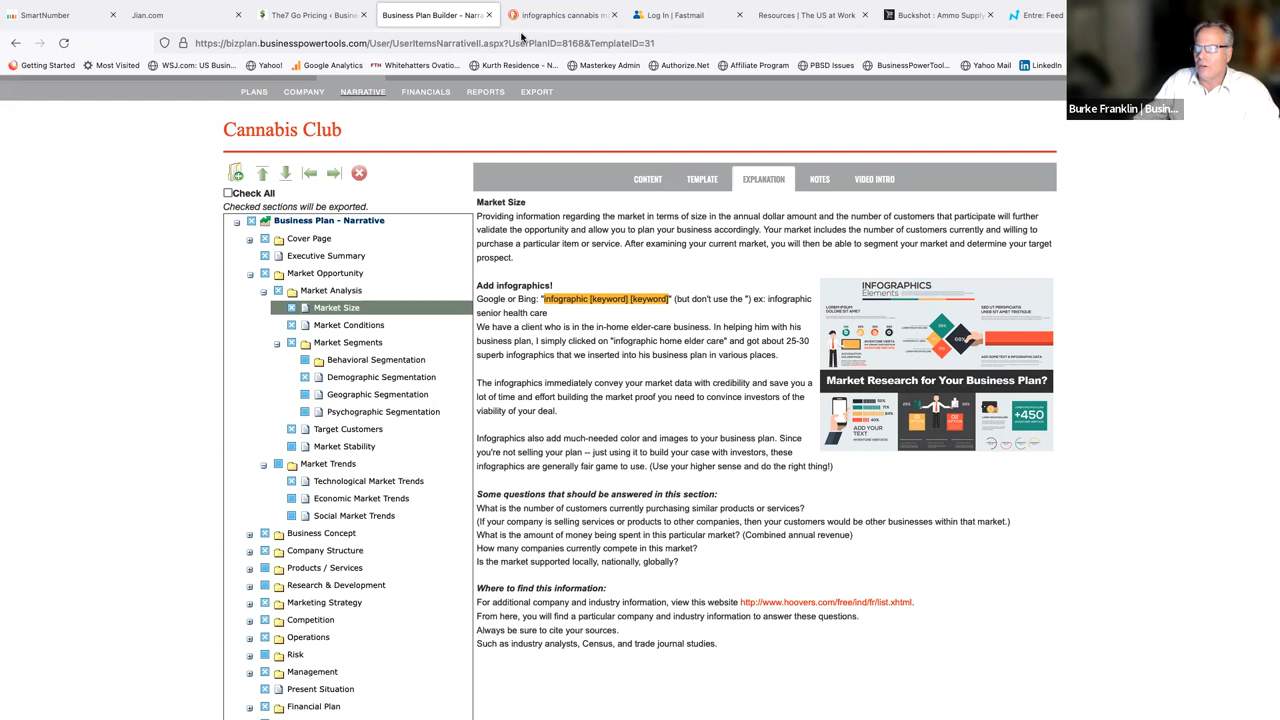 SmartNumber
Jian.com
The7 Go Pricing ‹ Business
Business Plan Builder – Narra
infographics cannabis m
Log In | Fastmail
Resources | The US at Work
Buckshot : Ammo Supply
Entre: Feed
https://bizplan.businesspowertools.com/User/UserItemsNarrativeII.aspx?UserPlanID=8168&TemplateID=31
Getting Started
Most Visited
WSJ.com: US Busin...
Yahoo!
Google Analytics
FTH Whitehatters Ovatio...
Kurth Residence - N...
Masterkey Admin
Authorize.Net
Affiliate Program
PBSD Issues
BusinessPowerTool...
Yahoo Mail
LinkedIn
Burke Franklin | Busin...
PLANS
COMPANY
NARRATIVE
FINANCIALS
REPORTS
EXPORT
Cannabis Club
Check All
Checked sections will be exported.
Business Plan - Narrative
Cover Page
Executive Summary
Market Opportunity
Market Analysis
Market Size
Market Conditions
Market Segments
Behavioral Segmentation
Demographic Segmentation
Geographic Segmentation
Psychographic Segmentation
Target Customers
Market Stability
Market Trends
Technological Market Trends
Economic Market Trends
Social Market Trends
Business Concept
Company Structure
Products / Services
Research & Development
Marketing Strategy
Competition
Operations
Risk
Management
Present Situation
Financial Plan
CONTENT
TEMPLATE
EXPLANATION
NOTES
VIDEO INTRO
Market Size
Providing information regarding the market in terms of size in the annual dollar amount and the number of customers that participate will further
validate the opportunity and allow you to plan your business accordingly. Your market includes the number of customers currently and willing to
purchase a particular item or service. After examining your current market, you will then be able to segment your market and determine your target
prospect.
Add infographics!
Google or Bing: "infographic [keyword] [keyword]" (but don't use the ") ex: infographic
senior health care
We have a client who is in the in-home elder-care business. In helping him with his
business plan, I simply clicked on "infographic home elder care" and got about 25-30
superb infographics that we inserted into his business plan in various places.
The infographics immediately convey your market data with credibility and save you a
lot of time and effort building the market proof you need to convince investors of the
viability of your deal.
Infographics also add much-needed color and images to your business plan. Since
you're not selling your plan -- just using it to build your case with investors, these
infographics are generally fair game to use. (Use your higher sense and do the right thing!)
INFOGRAPHICS
Elements
Market Research for Your Business Plan?
ADD YOUR
TEXT
+450
Some questions that should be answered in this section:
What is the number of customers currently purchasing similar products or services?
(If your company is selling services or products to other companies, then your customers would be other businesses within that market.)
What is the amount of money being spent in this particular market? (Combined annual revenue)
How many companies currently compete in this market?
Is the market supported locally, nationally, globally?
Where to find this information:
For additional company and industry information, view this website http://www.hoovers.com/free/ind/fr/list.xhtml.
From here, you will find a particular company and industry information to answer these questions.
Always be sure to cite your sources.
Such as industry analysts, Census, and trade journal studies.